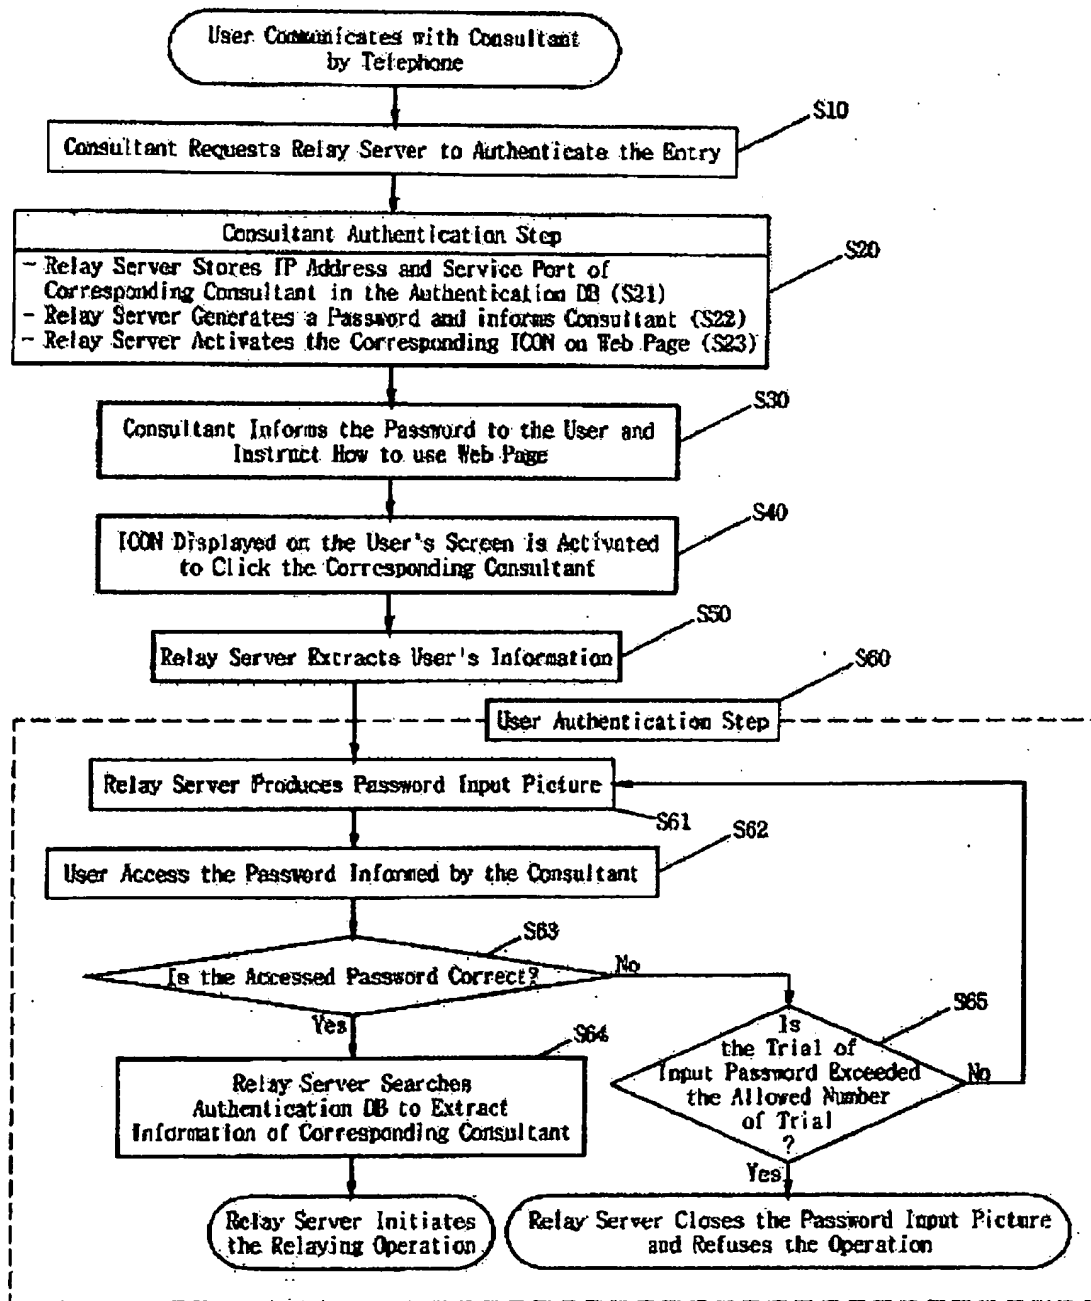 User Communicates with Consultant
by Telephone
S10
Consultant Requests Relay Server to Authenticate the Entry
Consultant Authentication Step
S20
- Relay Server Stores IP Address and Service Port of
Corresponding Consultant in the Authentication DB (S21)
- Relay Server Generates a Password and informs Consultant (S22)
- Relay Server Activates the Corresponding ICON on Web Page (S23)
S30
Consultant Informs the Password to the User and
Instruct How to use Web Page
S40
ICON Displayed on the User's Screen is Activated
to Click the Corresponding Consultant
S50
Relay Server Extracts User's Information
S60
User Authentication Step
Relay Server Produces Password Input Picture
S61
S62
User Access the Password Informed by the Consultant
S63
Is the Accessed Password Correct?
No
Yes
S64
Relay Server Searches
Authentication DB to Extract
Information of Corresponding Consultant
S65
Is
the Trial of
Input Password Exceeded
the Allowed Number
of Trial
?
No
Yes
Relay Server Initiates
the Relaying Operation
Relay Server Closes the Password Input Picture
and Refuses the Operation